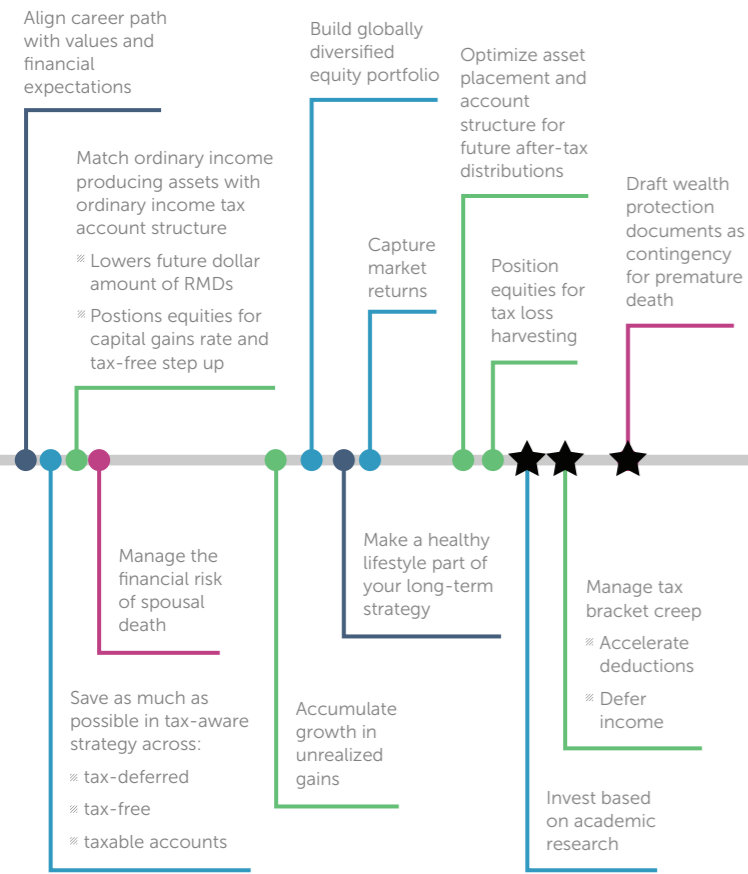 Align career path
with values and
financial
expectations
Match ordinary income
producing assets with
ordinary income tax
account structure
Lowers future dollar
amount of RMDs
Postions equities for
capital gains rate and
tax-free step up
Build globally
diversified
equity portfolio
Capture
market
returns
Optimize asset
placement and
account
structure for
future after-tax
distributions
Position
equities for
tax loss
harvesting
Draft wealth
protection
documents as
contingency
for premature
death
Manage the
financial risk
of spousal
death
Save as much as
possible in tax-aware
strategy across:
tax-deferred
tax-free
taxable accounts
Accumulate
growth in
unrealized
gains
Make a healthy
lifestyle part of
your long-term
strategy
Manage tax
bracket creep
Accelerate
deductions
Defer
income
Invest based
on academic
research